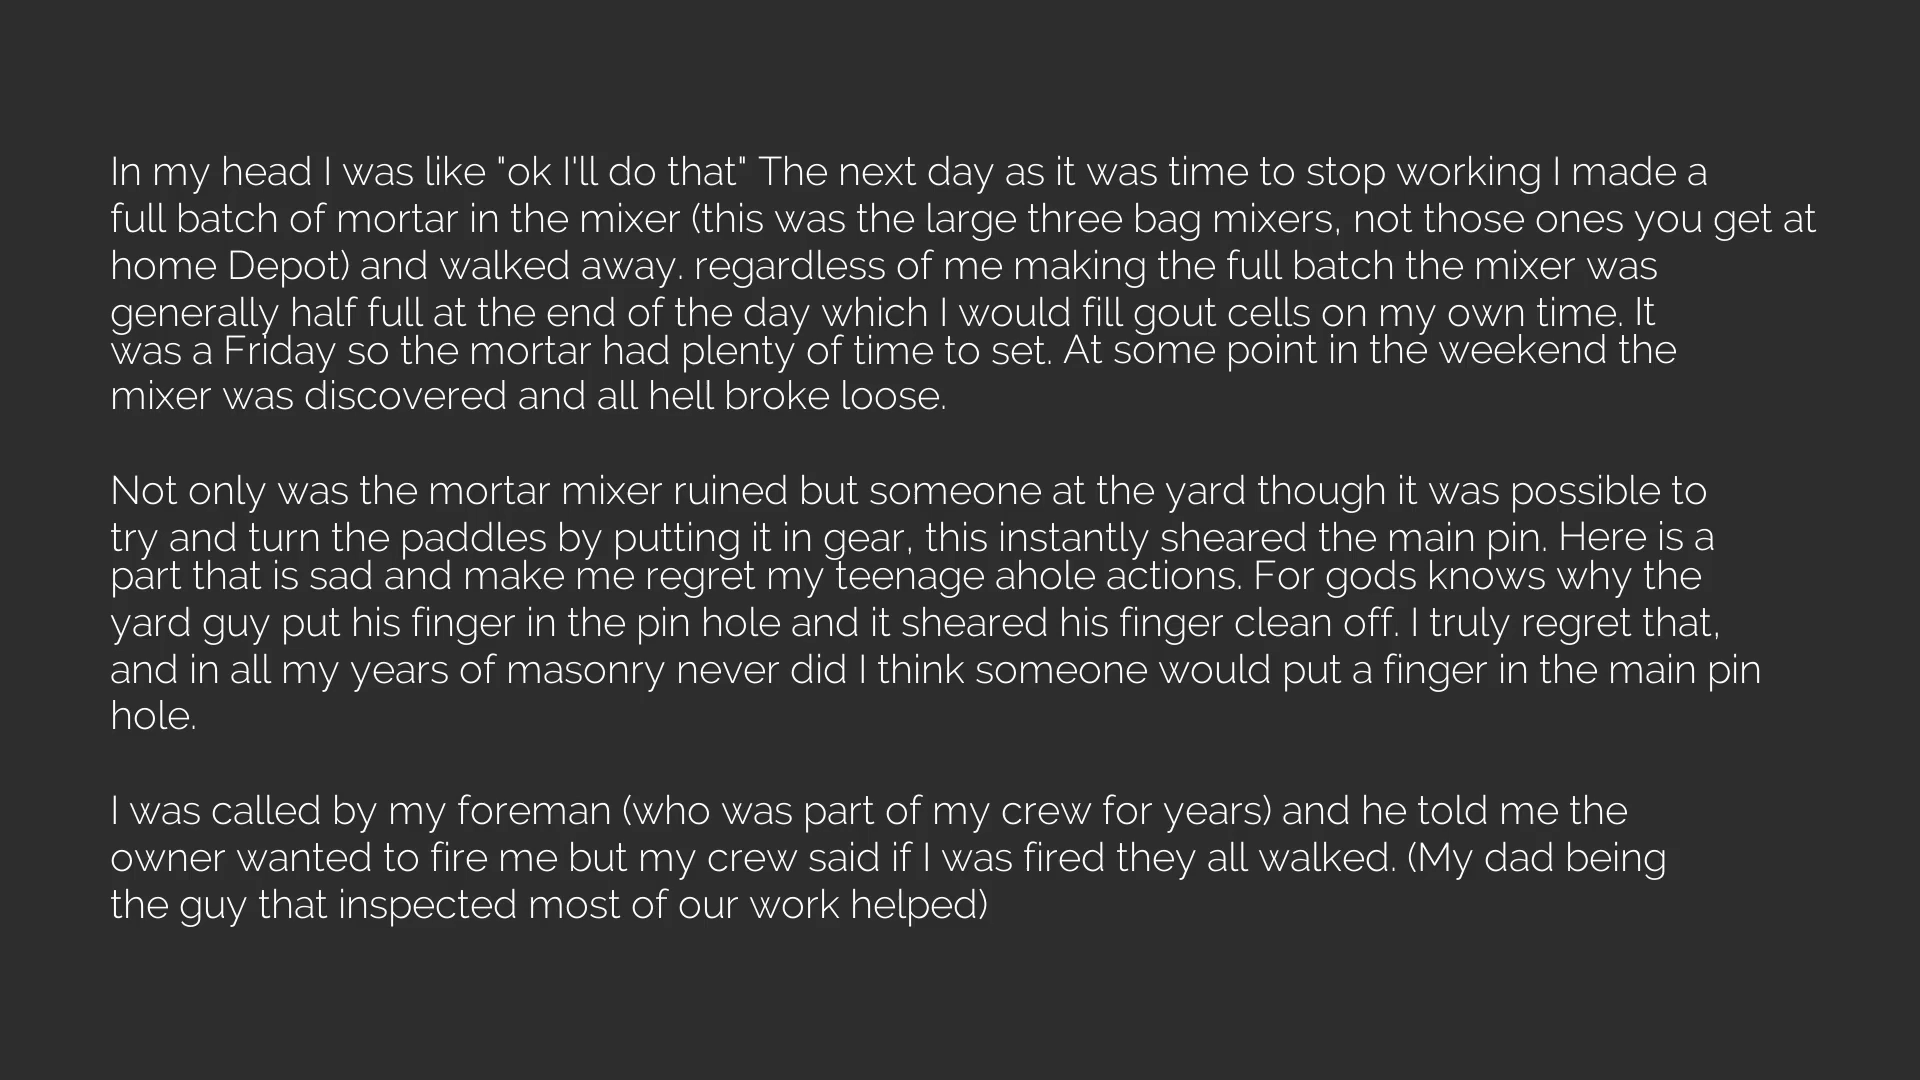 In my head I was like "ok I'll do that" The next day as it was time to stop working I made a
full batch of mortar in the mixer (this was the large three bag mixers, not those ones you get at
home Depot) and walked away. regardless of me making the full batch the mixer was
generally half full at the end of the day which I would fill gout cells on my own time. It
was a Friday so the mortar had plenty of time to set. At some point in the weekend the
mixer was discovered and all hell broke loose.
Not only was the mortar mixer ruined but someone at the yard though it was possible to
try and turn the paddles by putting it in gear, this instantly sheared the main pin. Here is a
part that is sad and make me regret my teenage ahole actions. For gods knows why the
yard guy put his finger in the pin hole and it sheared his finger clean off. I truly regret that,
and in all my years of masonry never did I think someone would put a finger in the main pin
hole.
I was called by my foreman (who was part of my crew for years) and he told me the
owner wanted to fire me but my crew said if I was fired they all walked. (My dad being
the guy that inspected most of our work helped)